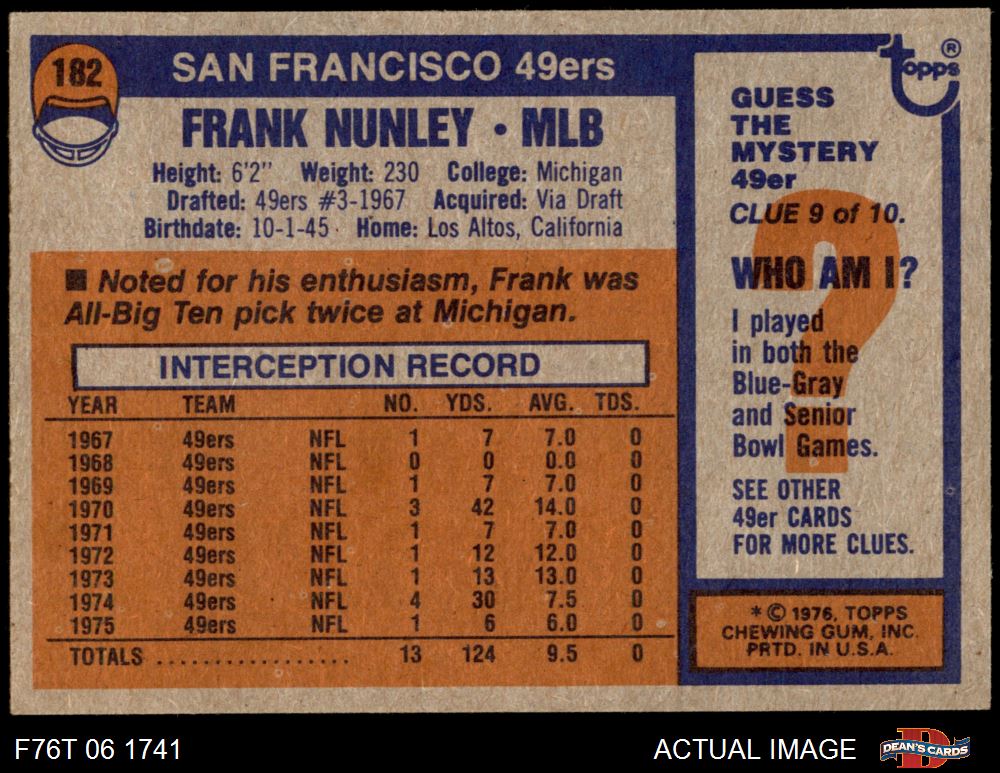 182
SAN FRANCISCO 49ers
FRANK NUNLEY • MLB
Height: 6'2" Weight: 230 College: Michigan
Drafted: 49ers #3-1967 Acquired: Via Draft
Birthdate: 10-1-45 Home: Los Altos, California
■ Noted for his enthusiasm, Frank was
All-Big Ten pick twice at Michigan.
INTERCEPTION RECORD
YEAR TEAM NO. YDS. AVG. TDS.
1967 49ers NFL 1 7 7.0 0
1968 49ers NFL 0 0 0.0 0
1969 49ers NFL 1 7 7.0 0
1970 49ers NFL 3 42 14.0 0
1971 49ers NFL 1 7 7.0 0
1972 49ers NFL 1 12 12.0 0
1973 49ers NFL 1 13 13.0 0
1974 49ers NFL 4 30 7.5 0
1975 49ers NFL 1 6 6.0 0
TOTALS .................. 13 124 9.5 0
topps ®
GUESS
THE
MYSTERY
49er
CLUE 9 of 10.
WHO AM I?
I played
in both the
Blue-Gray
and Senior
Bowl Games.
SEE OTHER
49er CARDS
FOR MORE CLUES.
* © 1976, TOPPS
CHEWING GUM, INC.
PRTD. IN U.S.A.
F76T 06 1741
ACTUAL IMAGE
DEAN'S CARDS